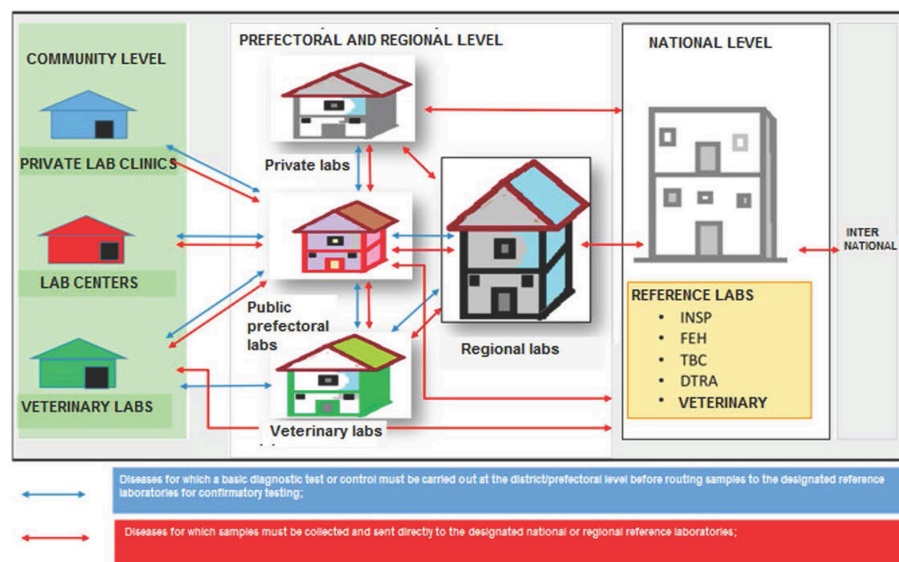 COMMUNITY LEVEL
PRIVATE LAB CLINICS
LAB CENTERS
VETERINARY LABS
PREFECTORAL AND REGIONAL LEVEL
Private labs
Public
prefectoral
labs
Veterinary labs
Regional labs
NATIONAL LEVEL
REFERENCE LABS
• INSP
• FEH
• TBC
• DTRA
• VETERINARY
INTER
NATIONAL
Diseases for which a basic diagnostic test or control must be carried out at the district/prefectoral level before routing samples to the designated reference
laboratories for confirmatory testing;
Diseases for which samples must be collected and sent directly to the designated national or regional reference laboratories;